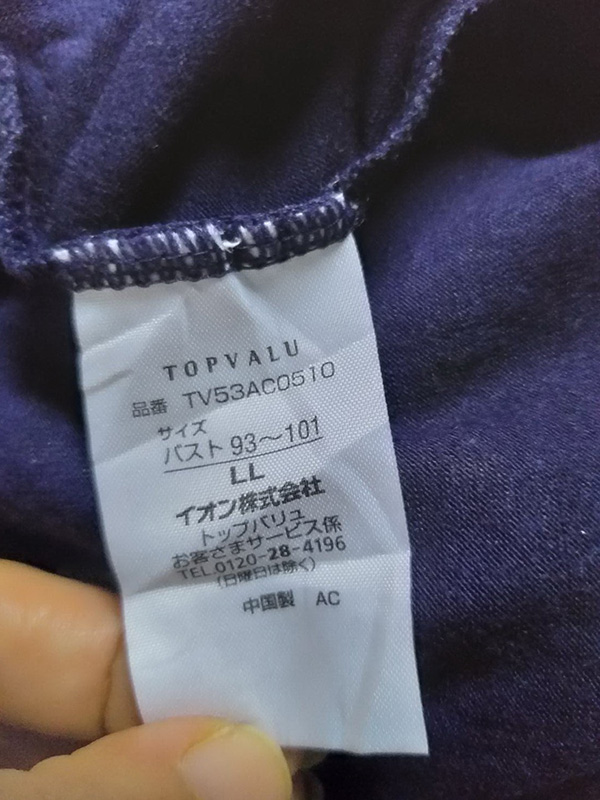 TOPVALU
品番 TV53AC0510
サイズ
バスト 93〜101
LL
イオン株式会社
トップバリュ
お客さまサービス係
TEL.0120-28-4196
(日曜日は除く)
中国製 AC